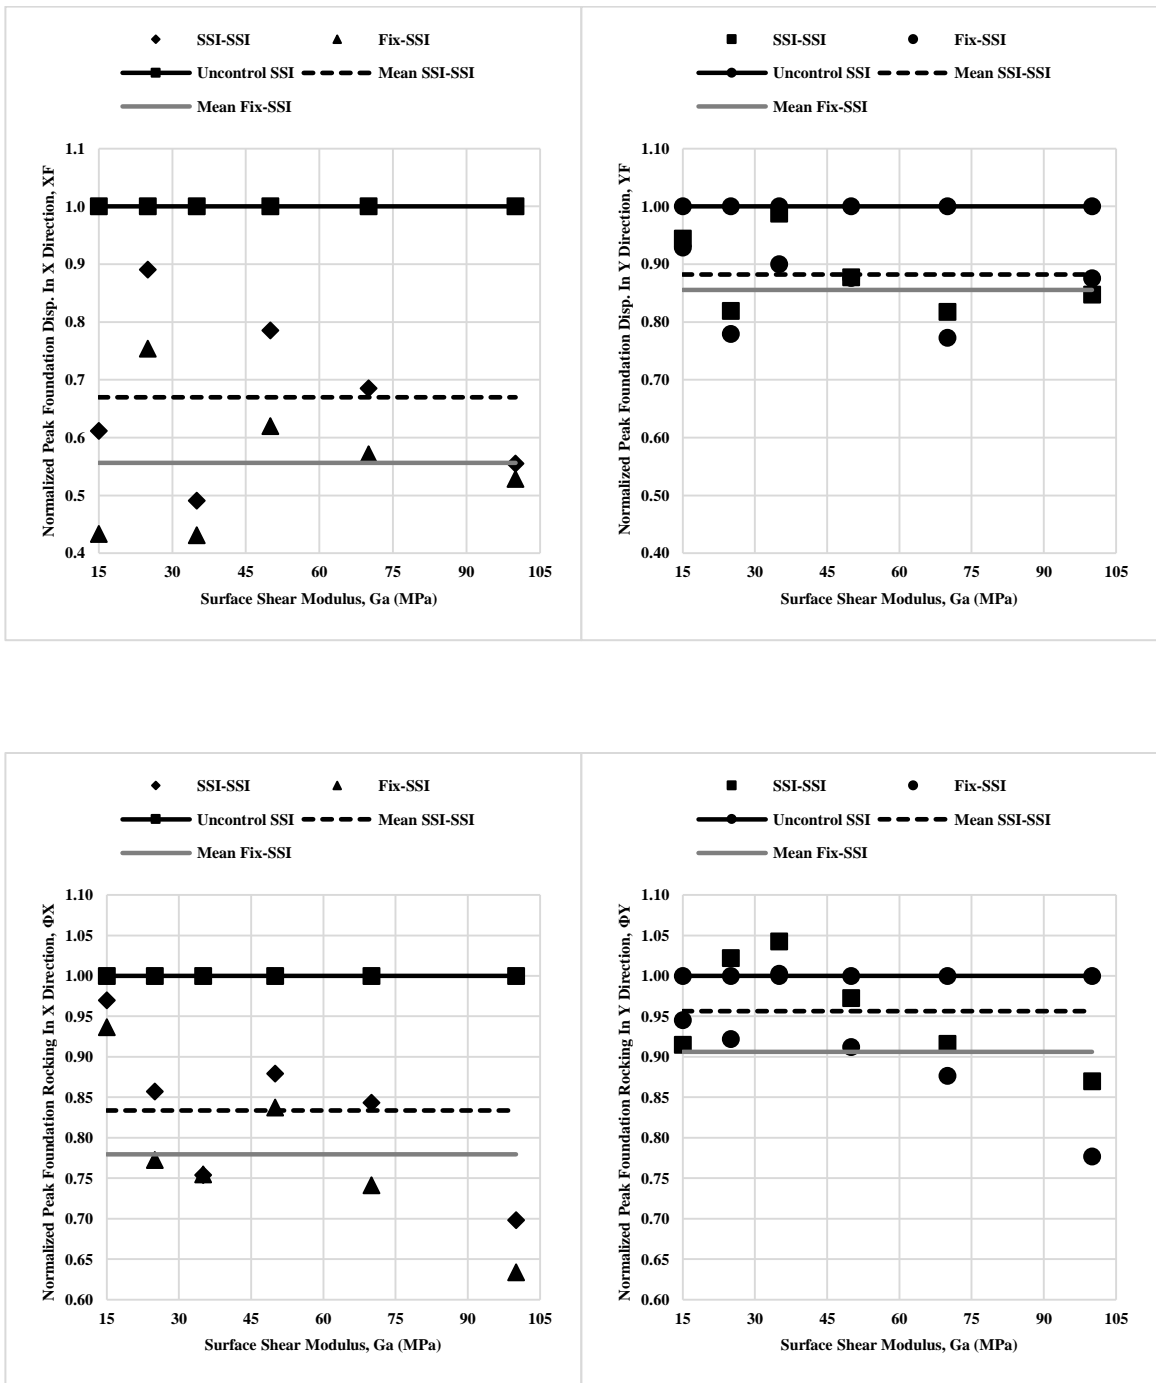 SSI-SSI Fix-SSI
Uncontrol SSI Mean SSI-SSI
Mean Fix-SSI
Normalized Peak Foundation Disp. In X Direction, XF
1.1
1.0
0.9
0.8
0.7
0.6
0.5
0.4
15 30 45 60 75 90 105
Surface Shear Modulus, Ga (MPa)
SSI-SSI Fix-SSI
Uncontrol SSI Mean SSI-SSI
Mean Fix-SSI
Normalized Peak Foundation Disp. In Y Direction, YF
1.10
1.00
0.90
0.80
0.70
0.60
0.50
0.40
15 30 45 60 75 90 105
Surface Shear Modulus, Ga (MPa)
SSI-SSI Fix-SSI
Uncontrol SSI Mean SSI-SSI
Mean Fix-SSI
Normalized Peak Foundation Rocking In X Direction, ΦX
1.10
1.05
1.00
0.95
0.90
0.85
0.80
0.75
0.70
0.65
0.60
15 30 45 60 75 90 105
Surface Shear Modulus, Ga (MPa)
SSI-SSI Fix-SSI
Uncontrol SSI Mean SSI-SSI
Mean Fix-SSI
Normalized Peak Foundation Rocking In Y Direction, ΦY
1.10
1.05
1.00
0.95
0.90
0.85
0.80
0.75
0.70
0.65
0.60
15 30 45 60 75 90 105
Surface Shear Modulus, Ga (MPa)